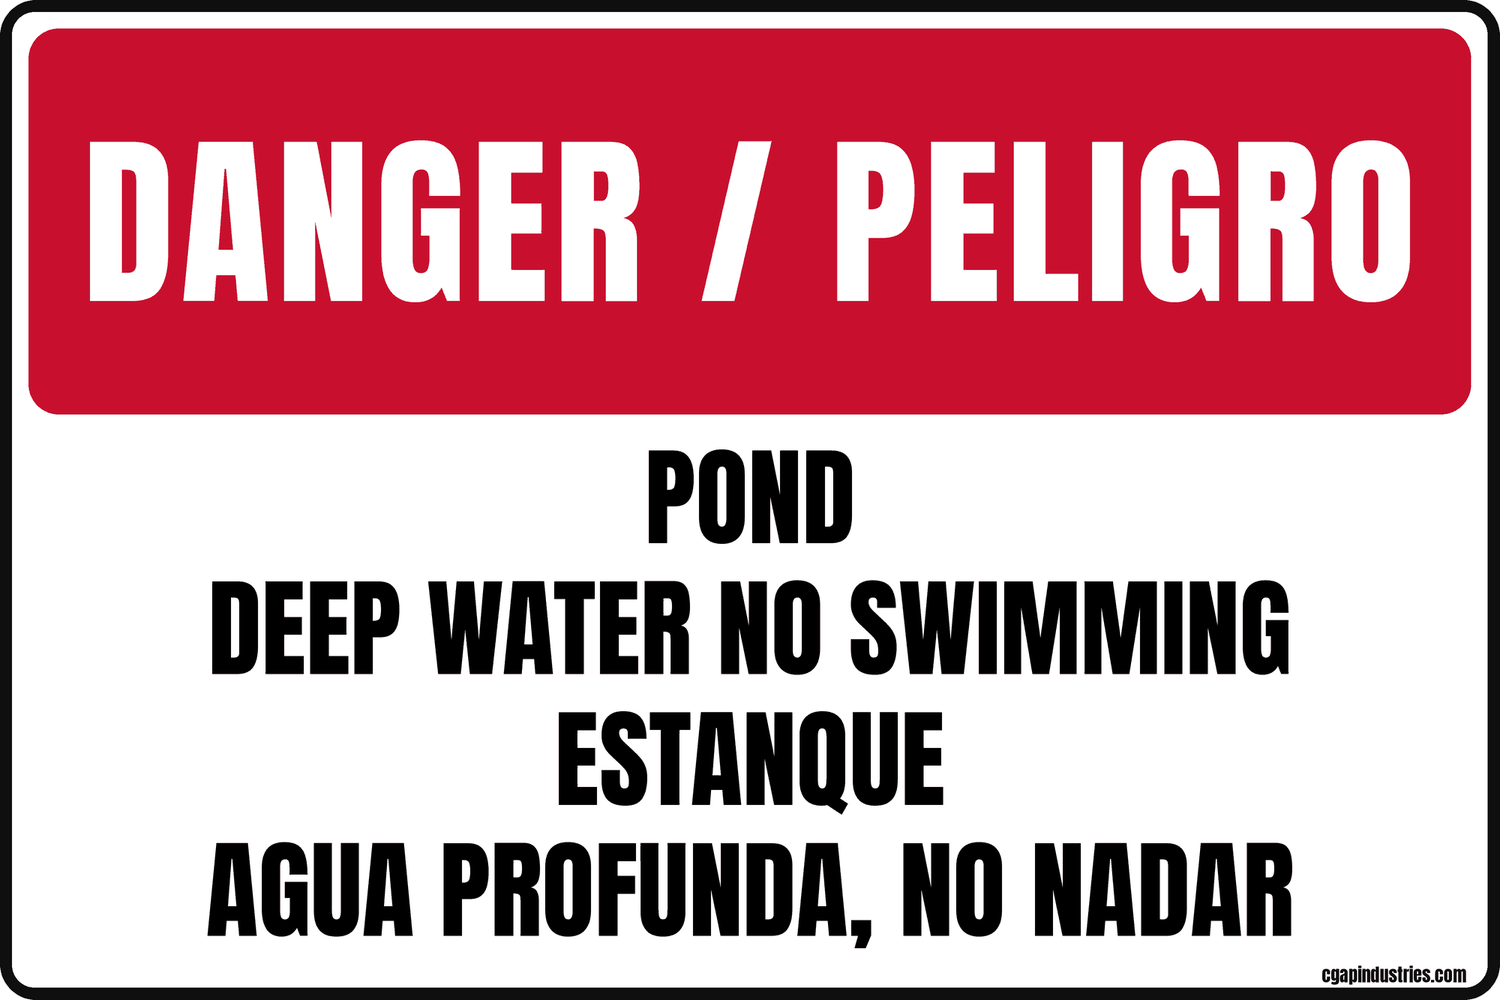 DANGER / PELIGRO
POND
DEEP WATER NO SWIMMING
ESTANQUE
AGUA PROFUNDA, NO NADAR
cgapindustries.com